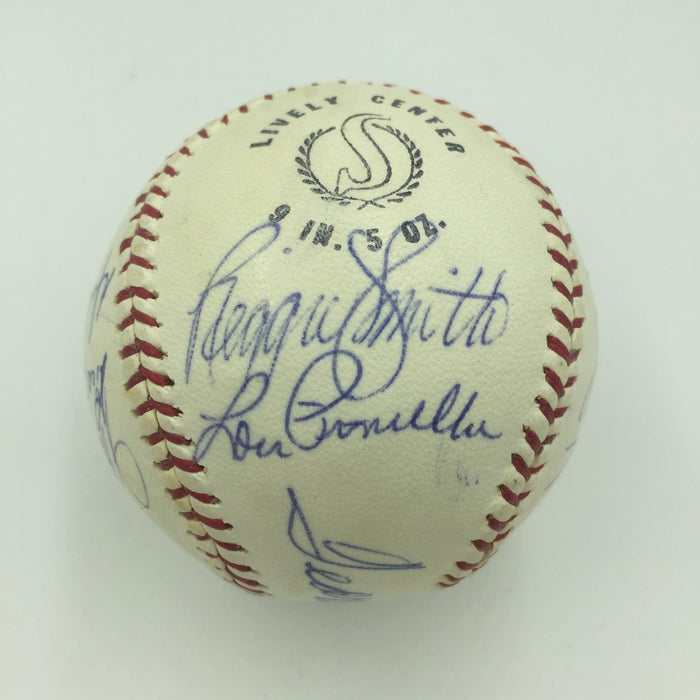 LIVELY CENTER
S
9 IN. 5 OZ.
Reggie Smith
Lou Piniella